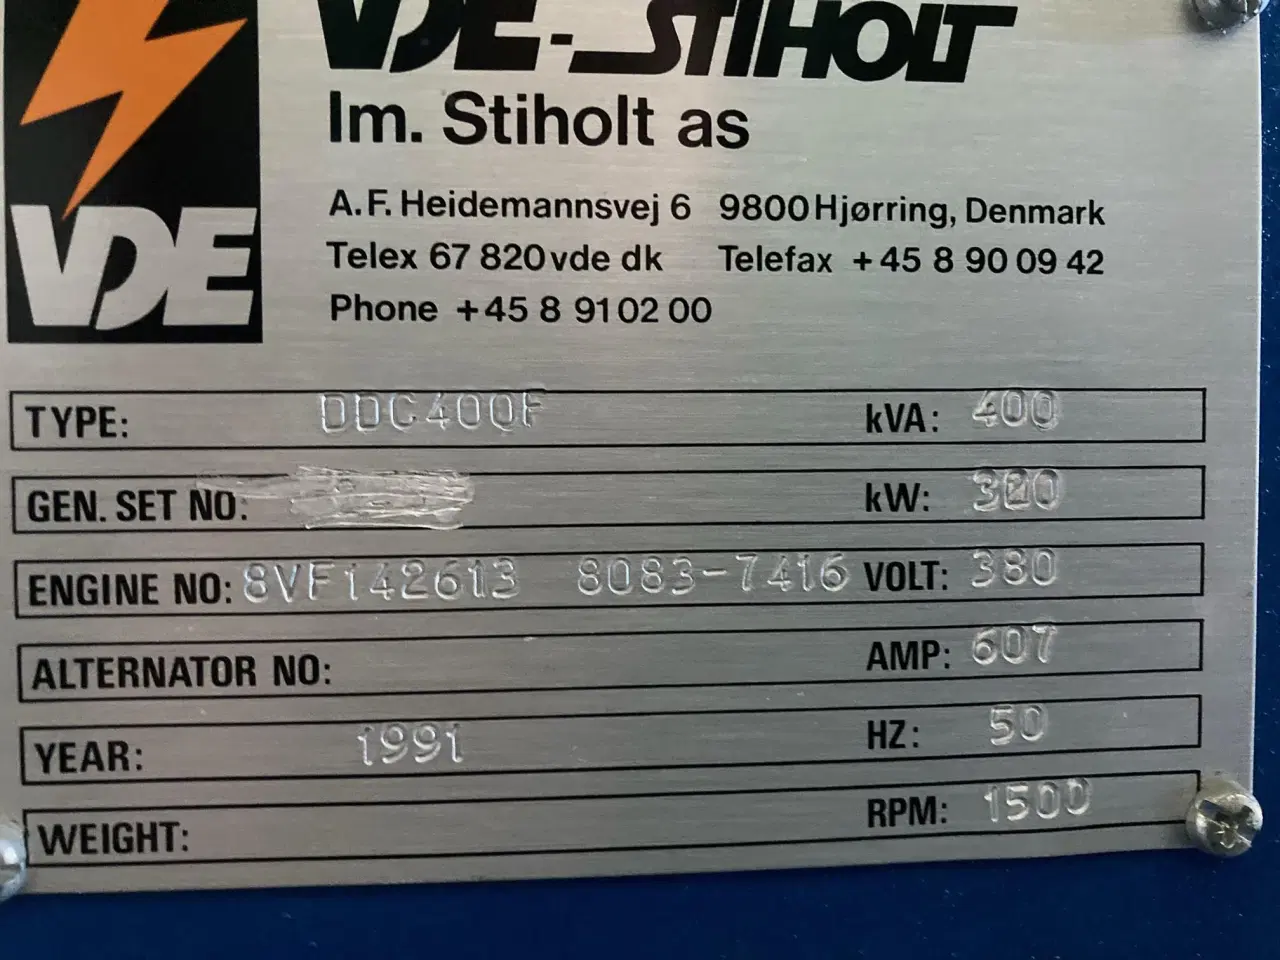 VDE-STIHOLT
Im. Stiholt as
A.F. Heidemannsvej 6 9800 Hjørring, Denmark
Telex 67 820 vde dk Telefax +45 8 90 09 42
Phone +45 8 91 02 00
VDE
TYPE: DDC400F kVA: 400
GEN. SET NO: kW: 320
ENGINE NO: 8VF142613 8083-7416 VOLT: 380
ALTERNATOR NO: AMP: 607
YEAR: 1991 HZ: 50
WEIGHT: RPM: 1500